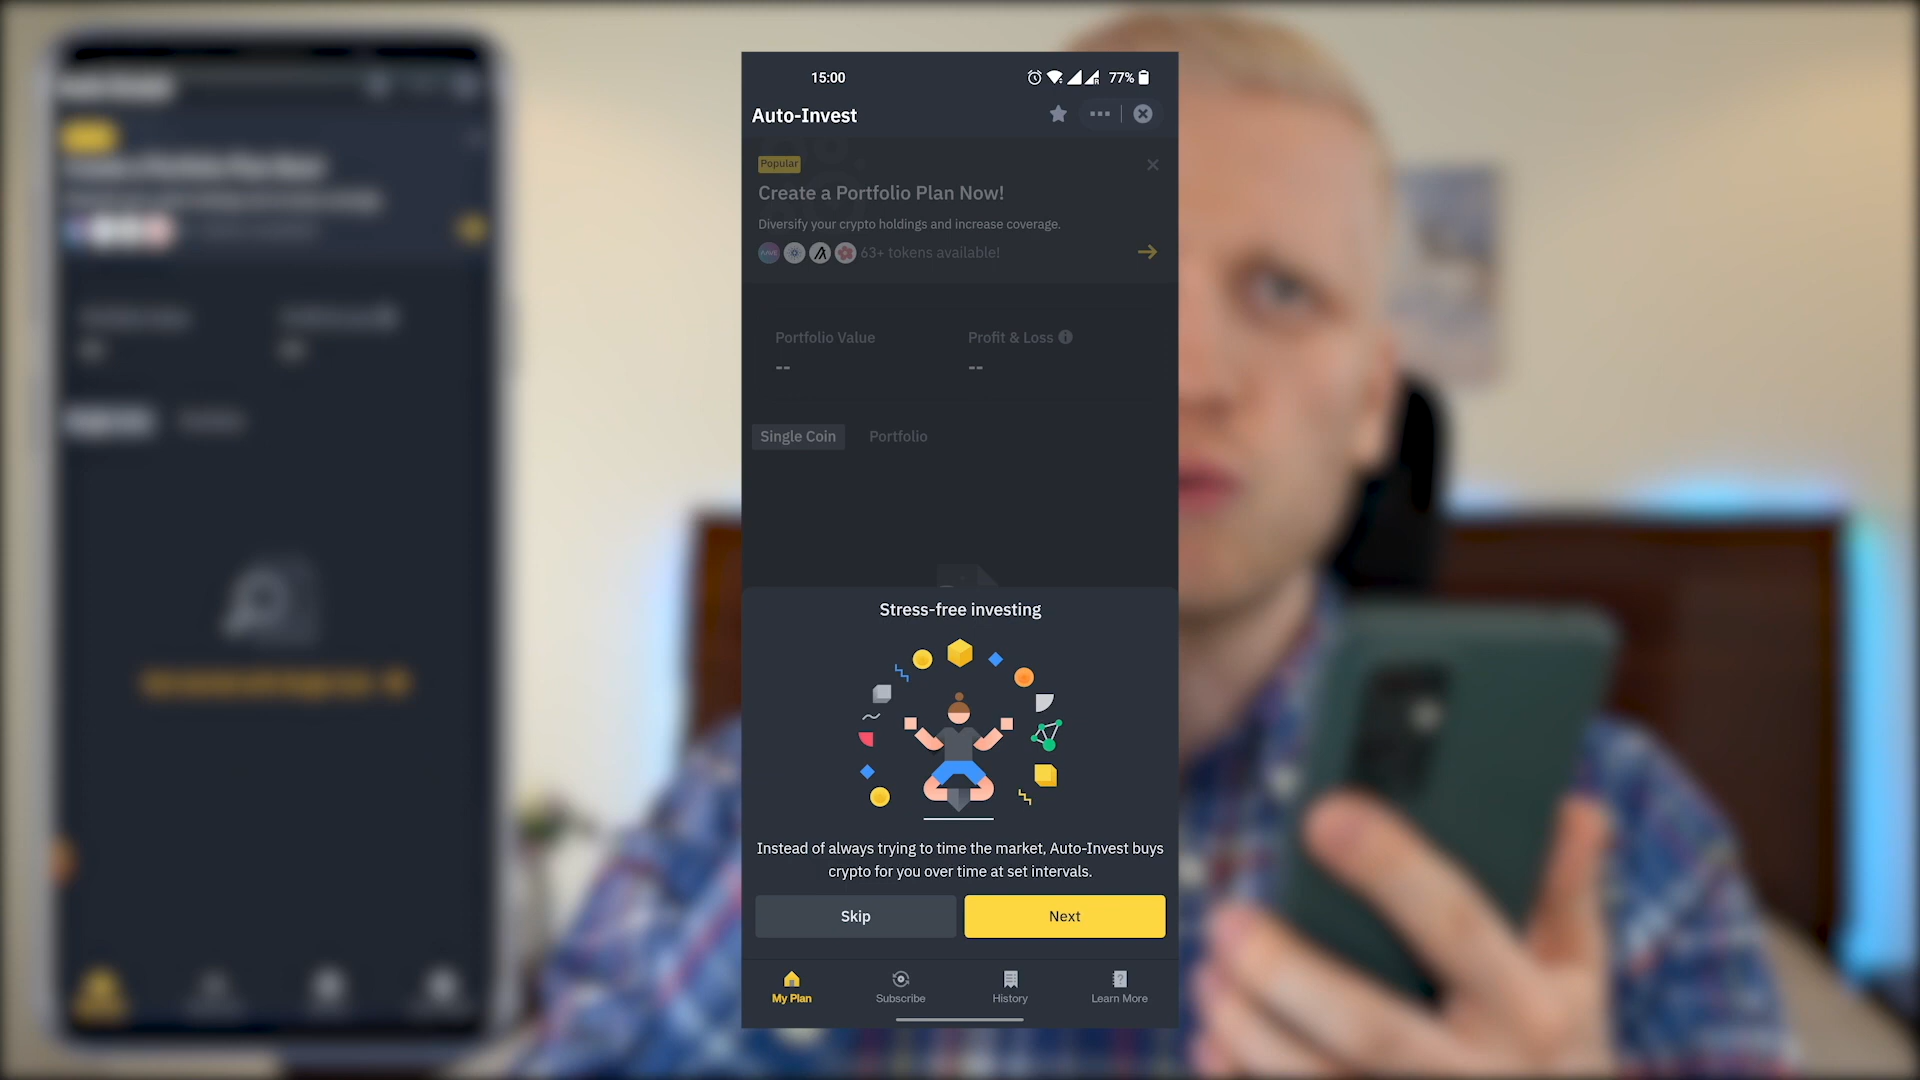 15:00
77%
Auto-Invest
Popular
Create a Portfolio Plan Now!
Diversify your crypto holdings and increase coverage.
63+ tokens available!
Portfolio Value
Profit & Loss
--
--
Single Coin
Portfolio
Stress-free investing
Instead of always trying to time the market, Auto-Invest buys
crypto for you over time at set intervals.
Skip
Next
My Plan
Subscribe
History
Learn More